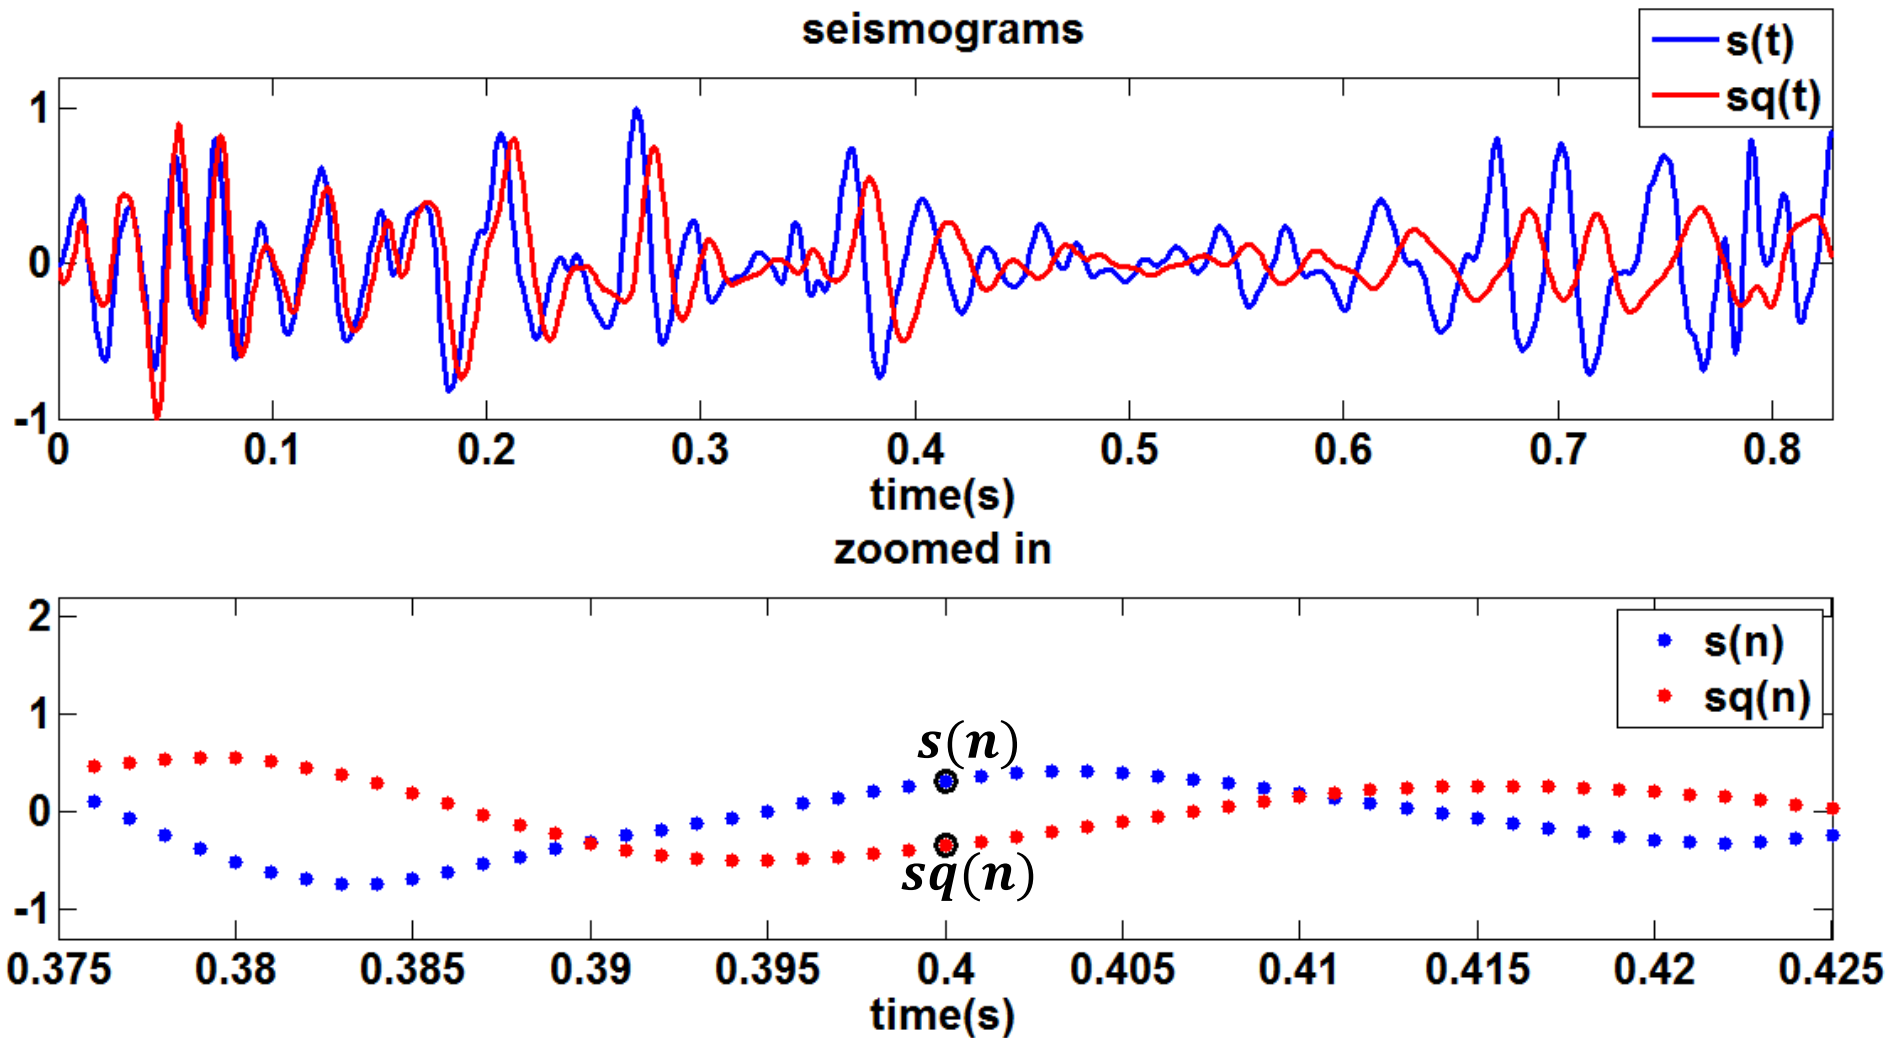 seismograms
s(t)
sq(t)
1
0
-1
0 0.1 0.2 0.3 0.4 0.5 0.6 0.7 0.8
time(s)
zoomed in
s(n)
sq(n)
2
1
0
-1
s(n)
sq(n)
0.375 0.38 0.385 0.39 0.395 0.4 0.405 0.41 0.415 0.42 0.425
time(s)